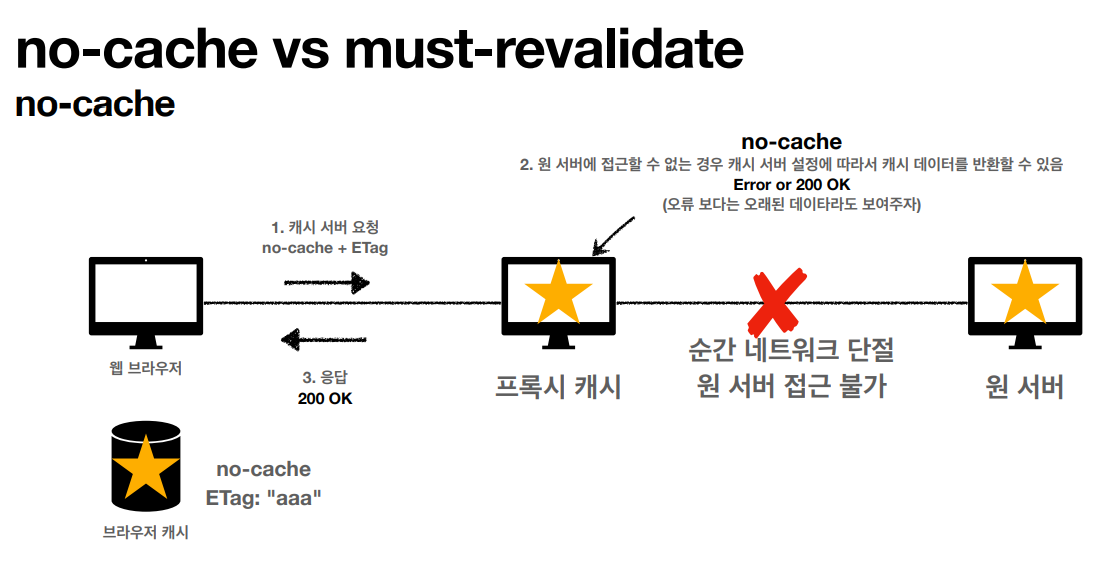 no-cache vs must-revalidate
no-cache
no-cache
2. 원 서버에 접근할 수 없는 경우 캐시 서버 설정에 따라서 캐시 데이터를 반환할 수 있음
Error or 200 OK
(오류 보다는 오래된 데이타라도 보여주자)
1. 캐시 서버 요청
no-cache + ETag
웹 브라우저
3. 응답
200 OK
프록시 캐시
순간 네트워크 단절
원 서버 접근 불가
원 서버
no-cache
ETag: "aaa"
브라우저 캐시